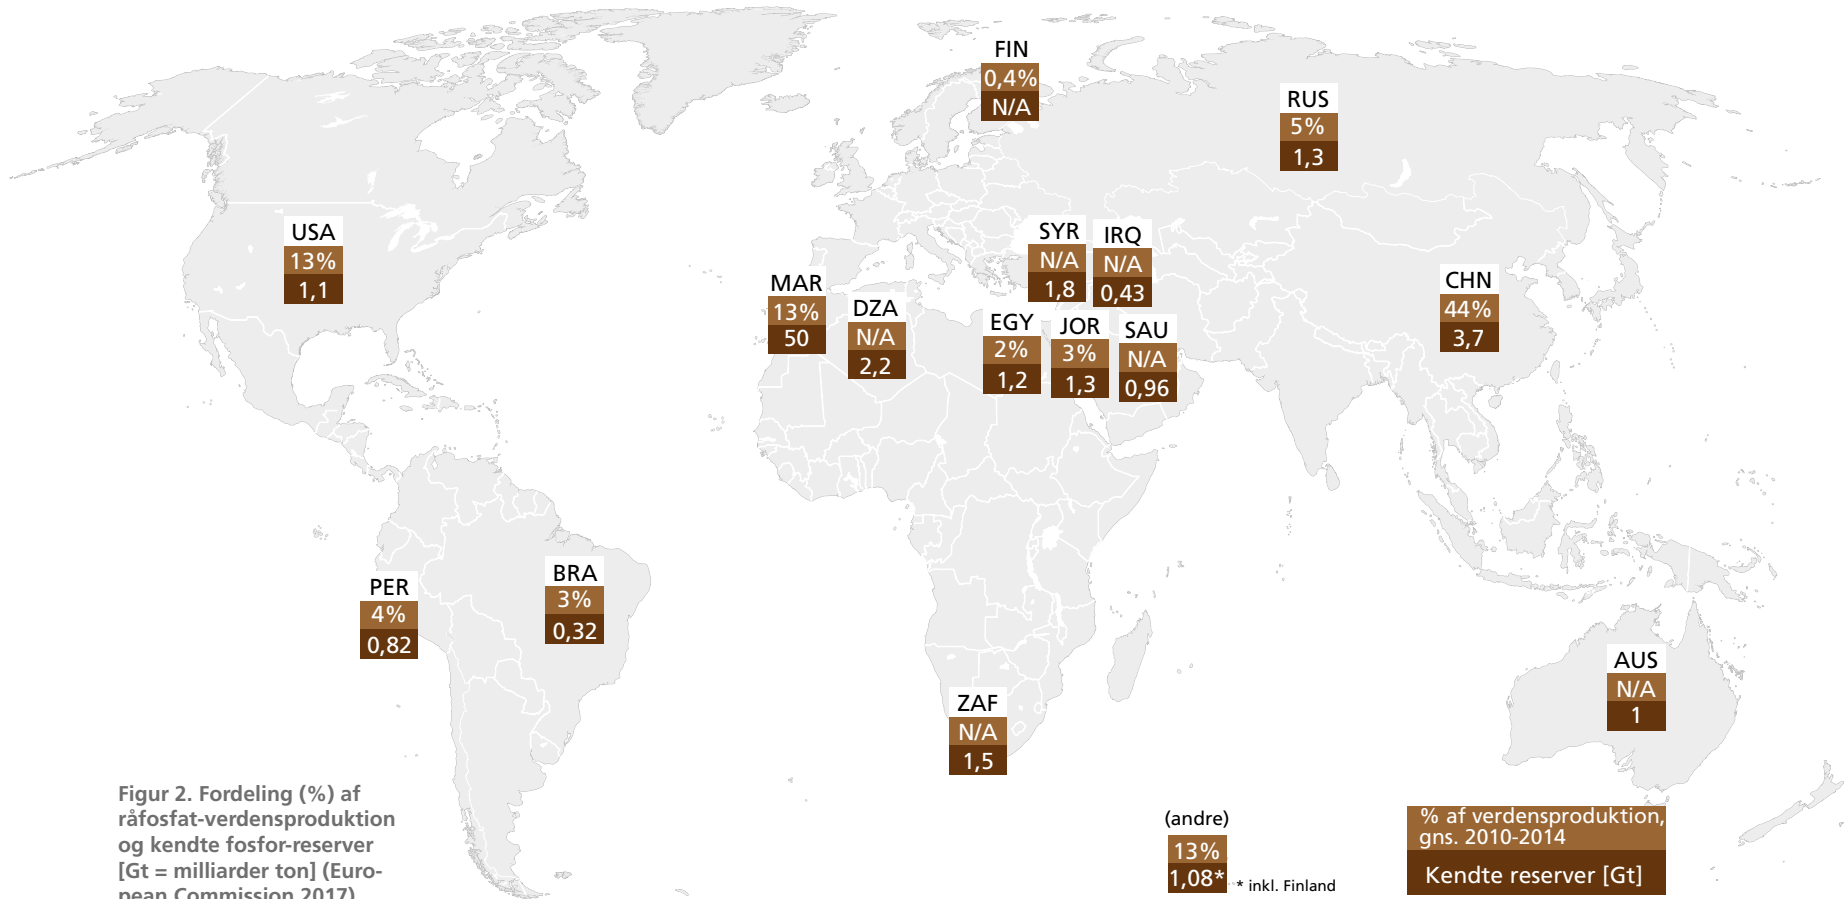 FIN
0,4%
N/A
RUS
5%
1,3
USA
13%
1,1
SYR
N/A
1,8
IRQ
N/A
0,43
CHN
44%
3,7
MAR
13%
50
DZA
N/A
2,2
EGY
2%
1,2
JOR
3%
1,3
SAU
N/A
0,96
PER
4%
0,82
BRA
3%
0,32
AUS
N/A
1
ZAF
N/A
1,5
Figur 2. Fordeling (%) af
råfosfat-verdensproduktion
og kendte fosfor-reserver
[Gt = milliarder ton] (Euro-
pean Commission 2017)
(andre)
13%
1,08*
* inkl. Finland
% af verdensproduktion,
gns. 2010-2014
Kendte reserver [Gt]